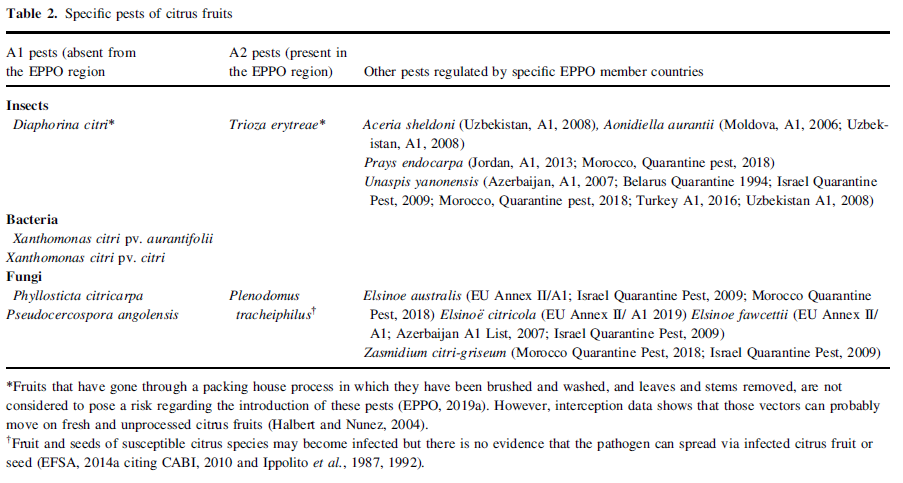 Table 2. Specific pests of citrus fruits
A1 pests (absent from
the EPPO region
A2 pests (present in
the EPPO region)
Other pests regulated by specific EPPO member countries
Insects
Diaphorina citri*
Trioza erytreae*
Aceria sheldoni (Uzbekistan, A1, 2008), Aonidiella aurantii (Moldova, A1, 2006; Uzbek-
istan, A1, 2008)
Prays endocarpa (Jordan, A1, 2013; Morocco, Quarantine pest, 2018)
Unaspis yanonensis (Azerbaijan, A1, 2007; Belarus Quarantine 1994; Israel Quarantine
Pest, 2009; Morocco, Quarantine pest, 2018; Turkey A1, 2016; Uzbekistan A1, 2008)
Bacteria
Xanthomonas citri pv. aurantifolii
Xanthomonas citri pv. citri
Fungi
Phyllosticta citricarpa
Pseudocercospora angolensis
Plenodomus
tracheiphilus†
Elsinoe australis (EU Annex II/A1; Israel Quarantine Pest, 2009; Morocco Quarantine
Pest, 2018) Elsinoë citricola (EU Annex II/ A1 2019) Elsinoe fawcettii (EU Annex II/
A1; Azerbaijan A1 List, 2007; Israel Quarantine Pest, 2009)
Zasmidium citri-griseum (Morocco Quarantine Pest, 2018; Israel Quarantine Pest, 2009)
*Fruits that have gone through a packing house process in which they have been brushed and washed, and leaves and stems removed, are not
considered to pose a risk regarding the introduction of these pests (EPPO, 2019a). However, interception data shows that those vectors can probably
move on fresh and unprocessed citrus fruits (Halbert and Nunez, 2004).
†Fruit and seeds of susceptible citrus species may become infected but there is no evidence that the pathogen can spread via infected citrus fruit or
seed (EFSA, 2014a citing CABI, 2010 and Ippolito et al., 1987, 1992).